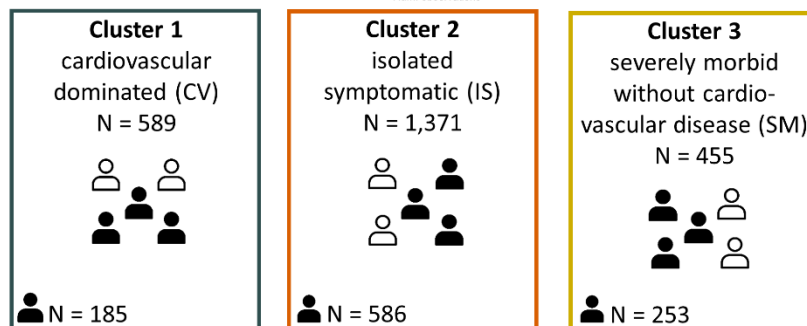 Cluster 1
cardiovascular
dominated (CV)
N = 589
N = 185
Cluster 2
isolated
symptomatic (IS)
N = 1,371
N = 586
Cluster 3
severely morbid
without cardio-
vascular disease (SM)
N = 455
N = 253